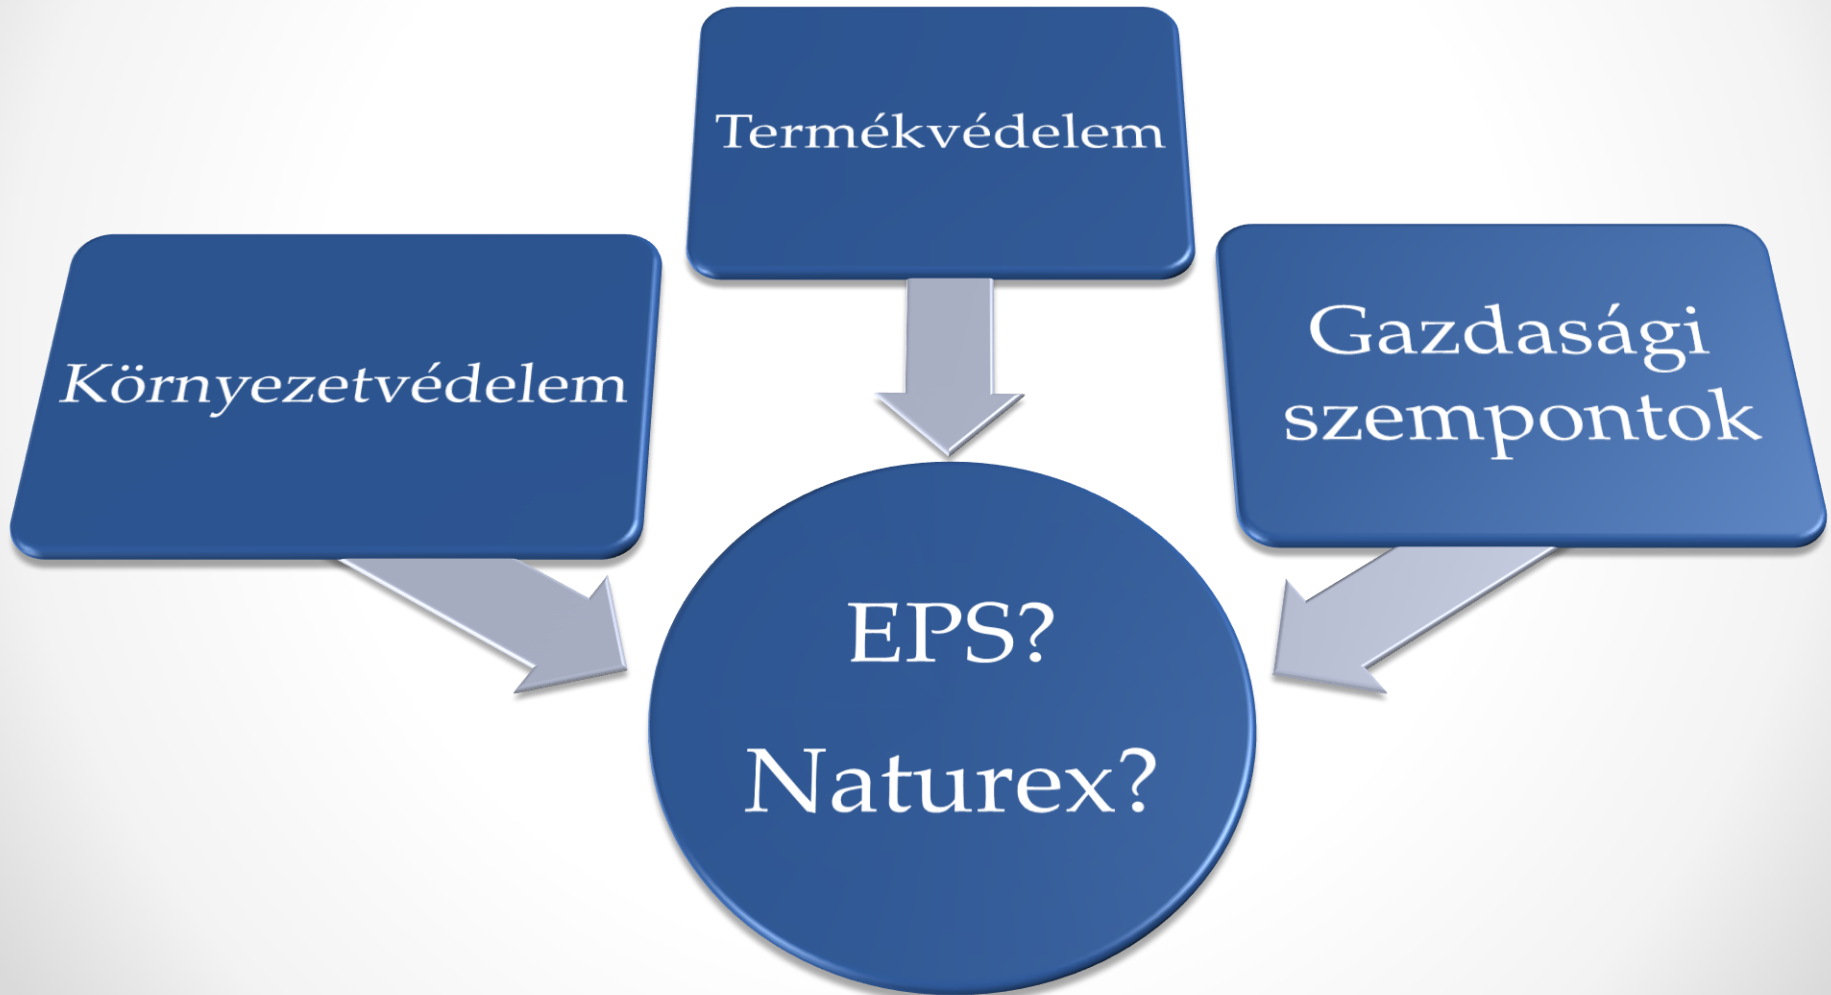 Termékvédelem
Környezetvédelem
Gazdasági
szempontok
EPS?
Naturex?